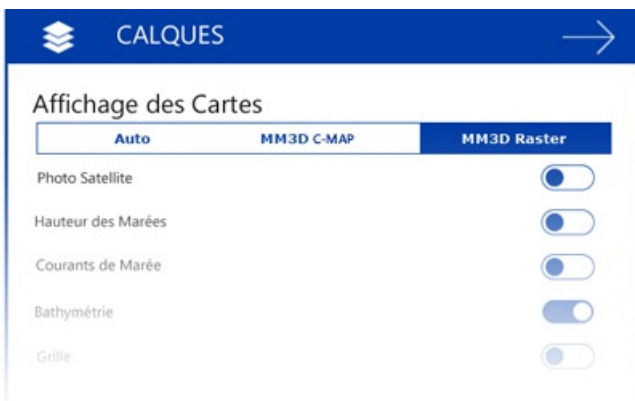 CALQUES
Affichage des Cartes
Auto MM3D C-MAP MM3D Raster
Photo Satellite
Hauteur des Marées
Courants de Marée
Bathymétrie
Grille